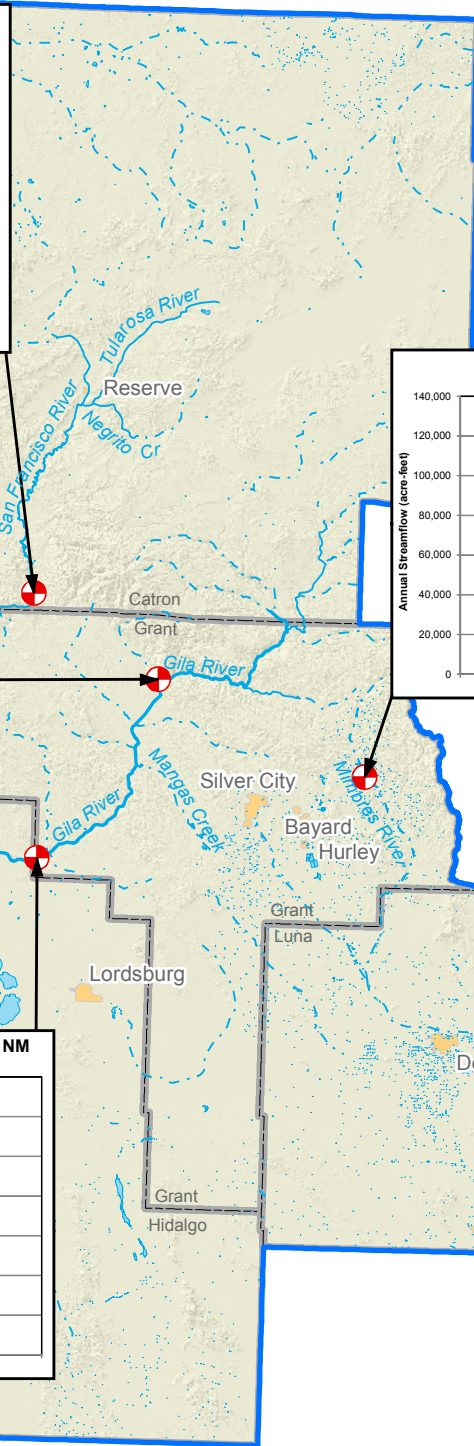 Tularosa River
Reserve
San Francisco River
Negrito Cr
140,000
120,000
100,000
80,000
60,000
40,000
20,000
0
Annual Streamflow (acre-feet)
Catron
Grant
Gila River
Silver City
Mangas Creek
Mimbres River
Bayard
Hurley
Gila River
Grant
Luna
Lordsburg
NM
Grant
Hidalgo